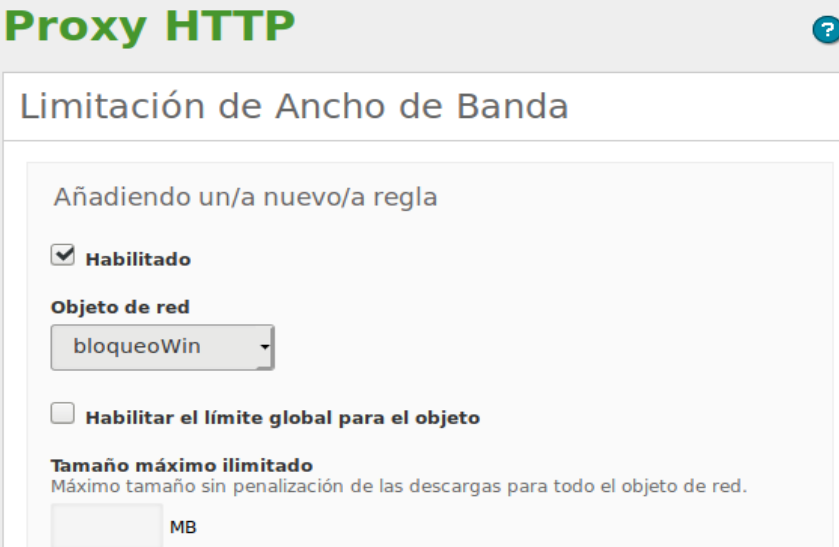 Proxy HTTP
?
Limitación de Ancho de Banda
Añadiendo un/a nuevo/a regla
Habilitado
Objeto de red
bloqueoWin
Habilitar el límite global para el objeto
Tamaño máximo ilimitado
Máximo tamaño sin penalización de las descargas para todo el objeto de red.
MB